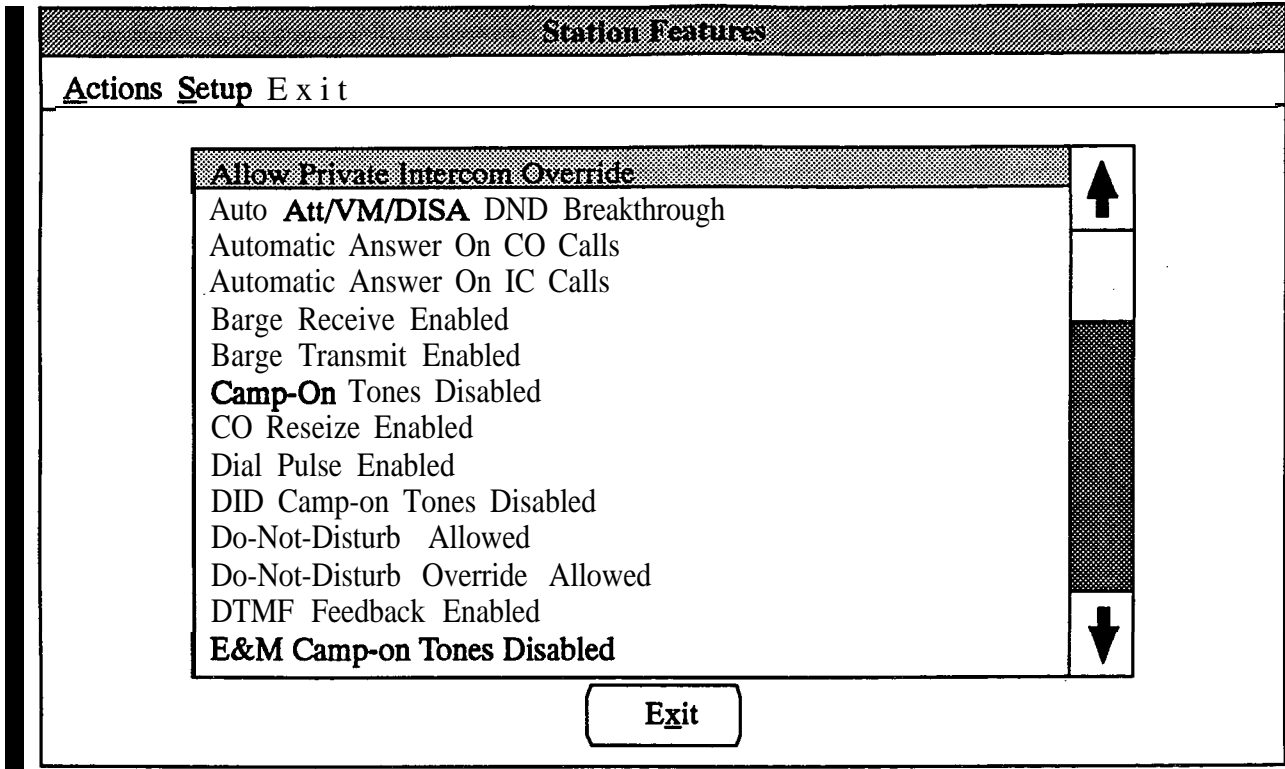 Station Features
Actions Setup Exit
Allow Private Intercom Override
Auto Att/VM/DISA DND Breakthrough
Automatic Answer On CO Calls
Automatic Answer On IC Calls
Barge Receive Enabled
Barge Transmit Enabled
Camp-On Tones Disabled
CO Reseize Enabled
Dial Pulse Enabled
DID Camp-on Tones Disabled
Do-Not-Disturb Allowed
Do-Not-Disturb Override Allowed
DTMF Feedback Enabled
E&M Camp-on Tones Disabled
Exit